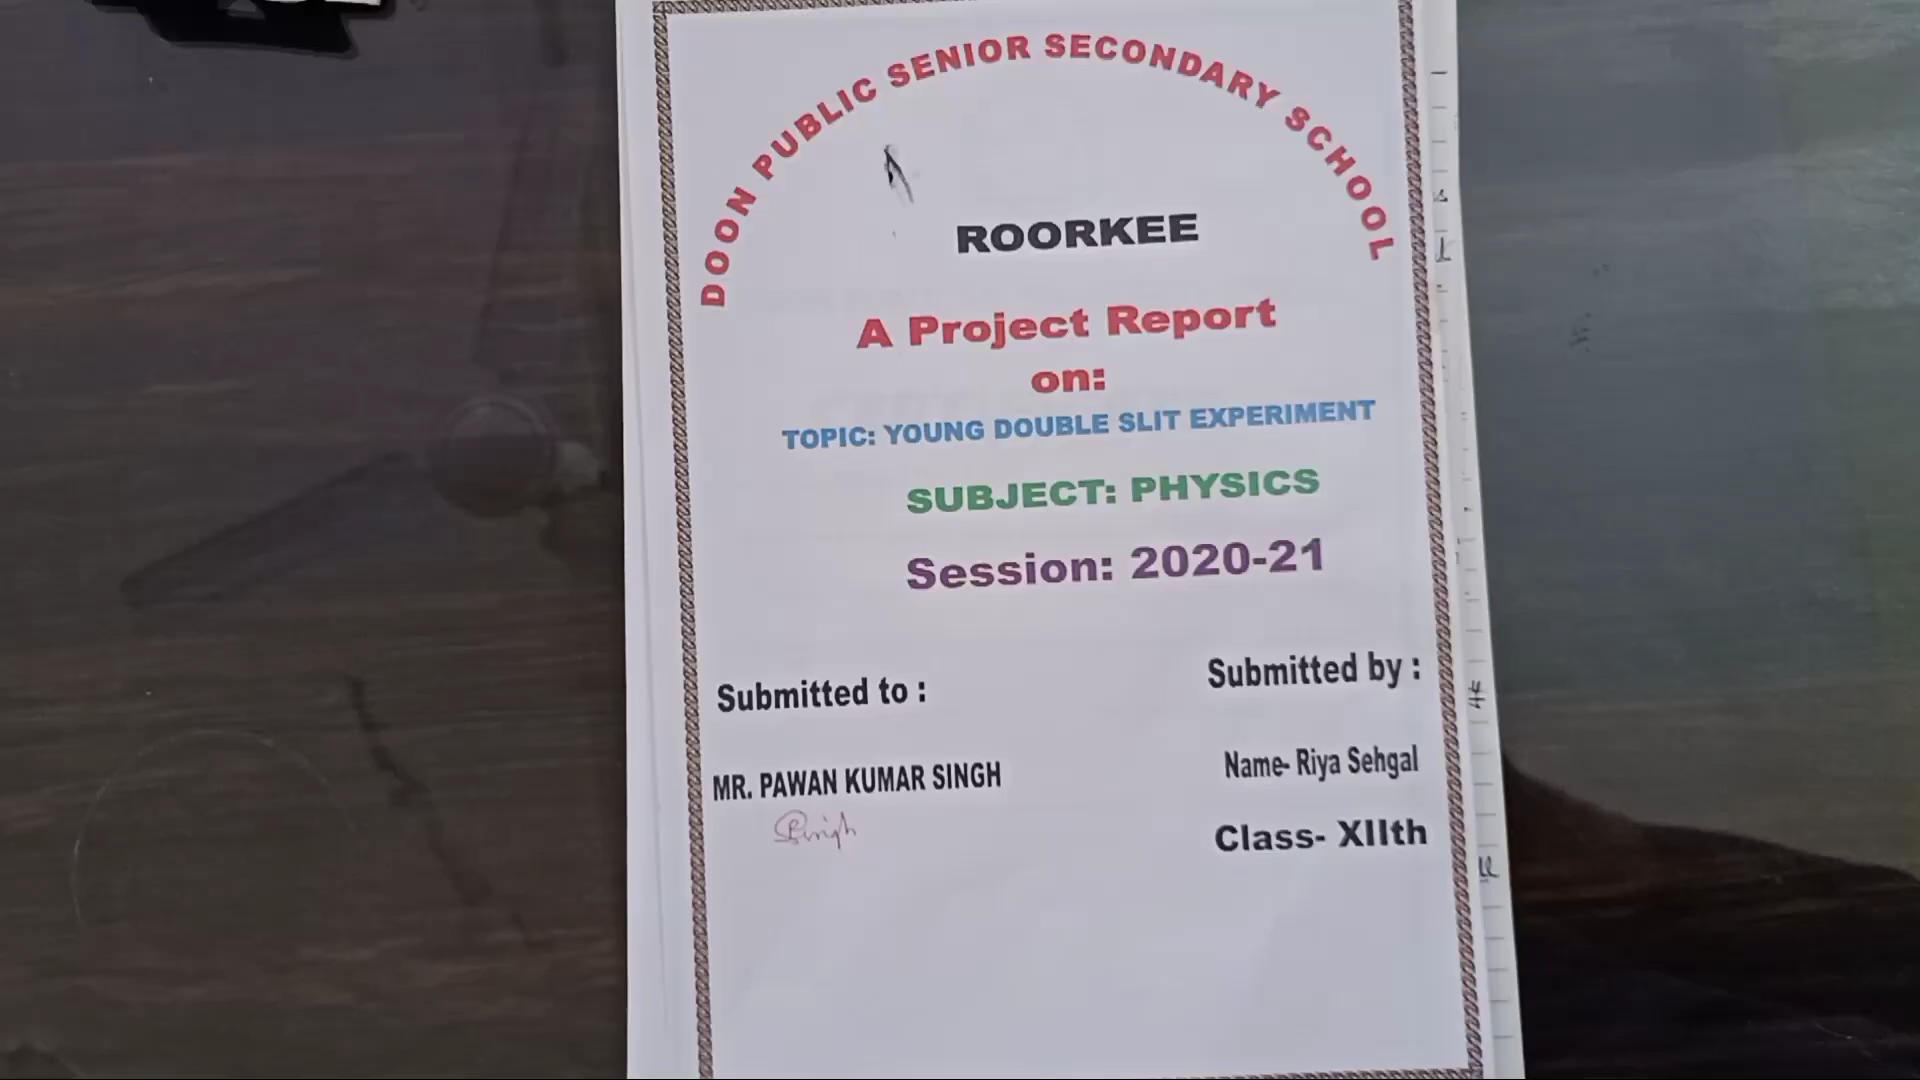 DOON PUBLIC SENIOR SECONDARY SCHOOL
ROORKEE
A Project Report
on:
TOPIC: YOUNG DOUBLE SLIT EXPERIMENT
SUBJECT: PHYSICS
Session: 2020-21
Submitted to :
Submitted by :
MR. PAWAN KUMAR SINGH
Name- Riya Sehgal
Singh
Class- XIIth